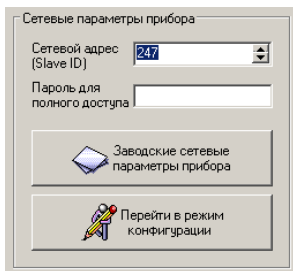 Сетевые параметры прибора
Сетевой адрес
(Slave ID)
247
Пароль для
полного доступа
Заводские сетевые
параметры прибора
Перейти в режим
конфигурации